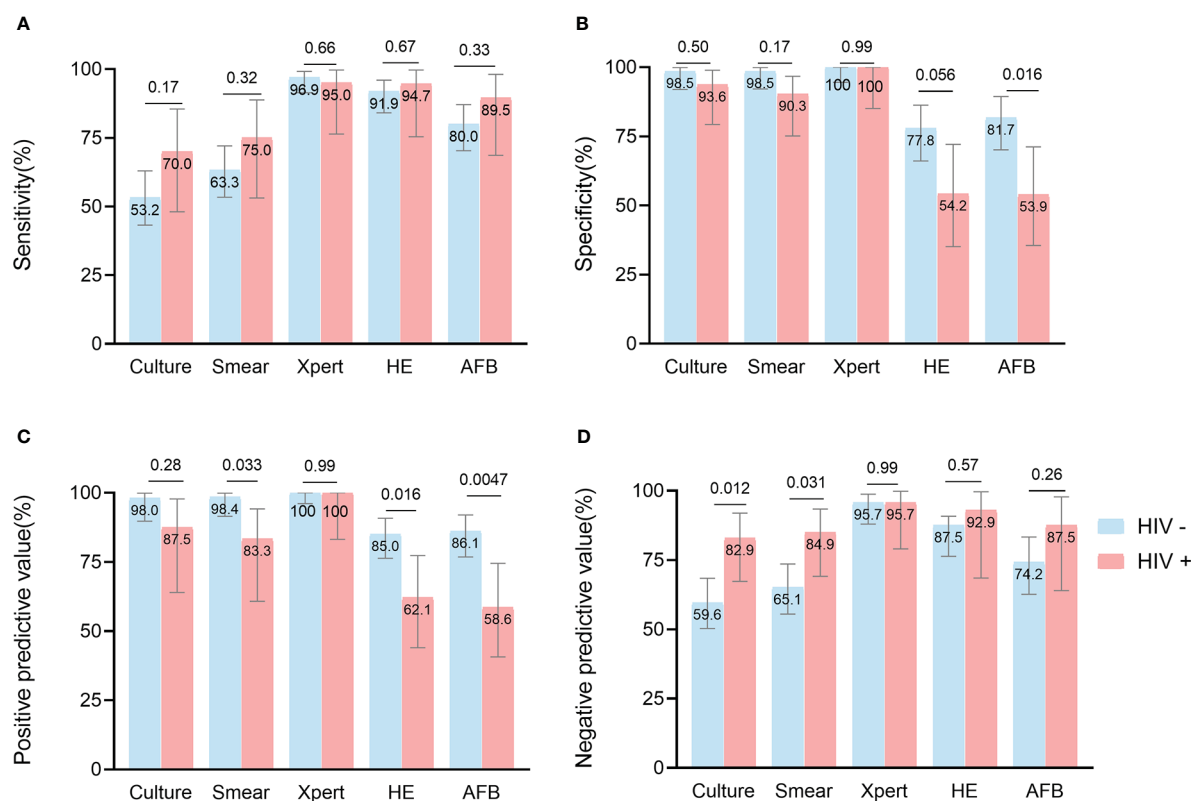 A
Sensitivity(%)
0.17 0.32 0.66 0.67 0.33
100
75
50
25
0
53.2 70.0 63.3 75.0 96.9 95.0 91.9 94.7 80.0 89.5
Culture Smear Xpert HE AFB
B
Specificity(%)
0.50 0.17 0.99 0.056 0.016
100
75
50
25
0
98.5 93.6 98.5 90.3 100 100 77.8 54.2 81.7 53.9
Culture Smear Xpert HE AFB
C
Positive predictive value(%)
0.28 0.033 0.99 0.016 0.0047
100
75
50
25
0
98.0 87.5 98.4 83.3 100 100 85.0 62.1 86.1 58.6
Culture Smear Xpert HE AFB
D
Negative predictive value(%)
0.012 0.031 0.99 0.57 0.26
100
75
50
25
0
59.6 82.9 65.1 84.9 95.7 95.7 87.5 92.9 74.2 87.5
Culture Smear Xpert HE AFB
HIV -
HIV +